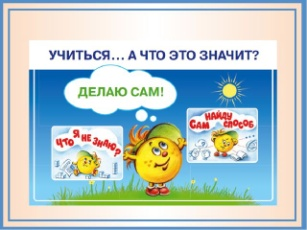 УЧИТЬСЯ... А ЧТО ЭТО ЗНАЧИТ?
ДЕЛАЮ САМ!
ЧТО Я НЕ ЗНАЮ?
НАЙДУ
САМ СПОСОБ